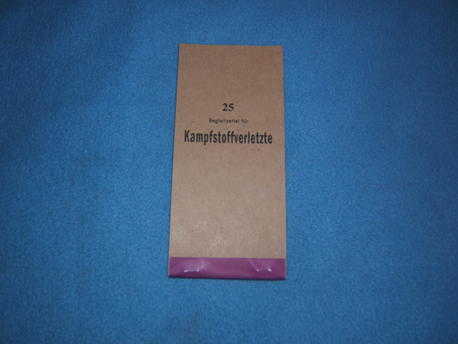 25
Begleitzettel für
Kampfstoffverletzte